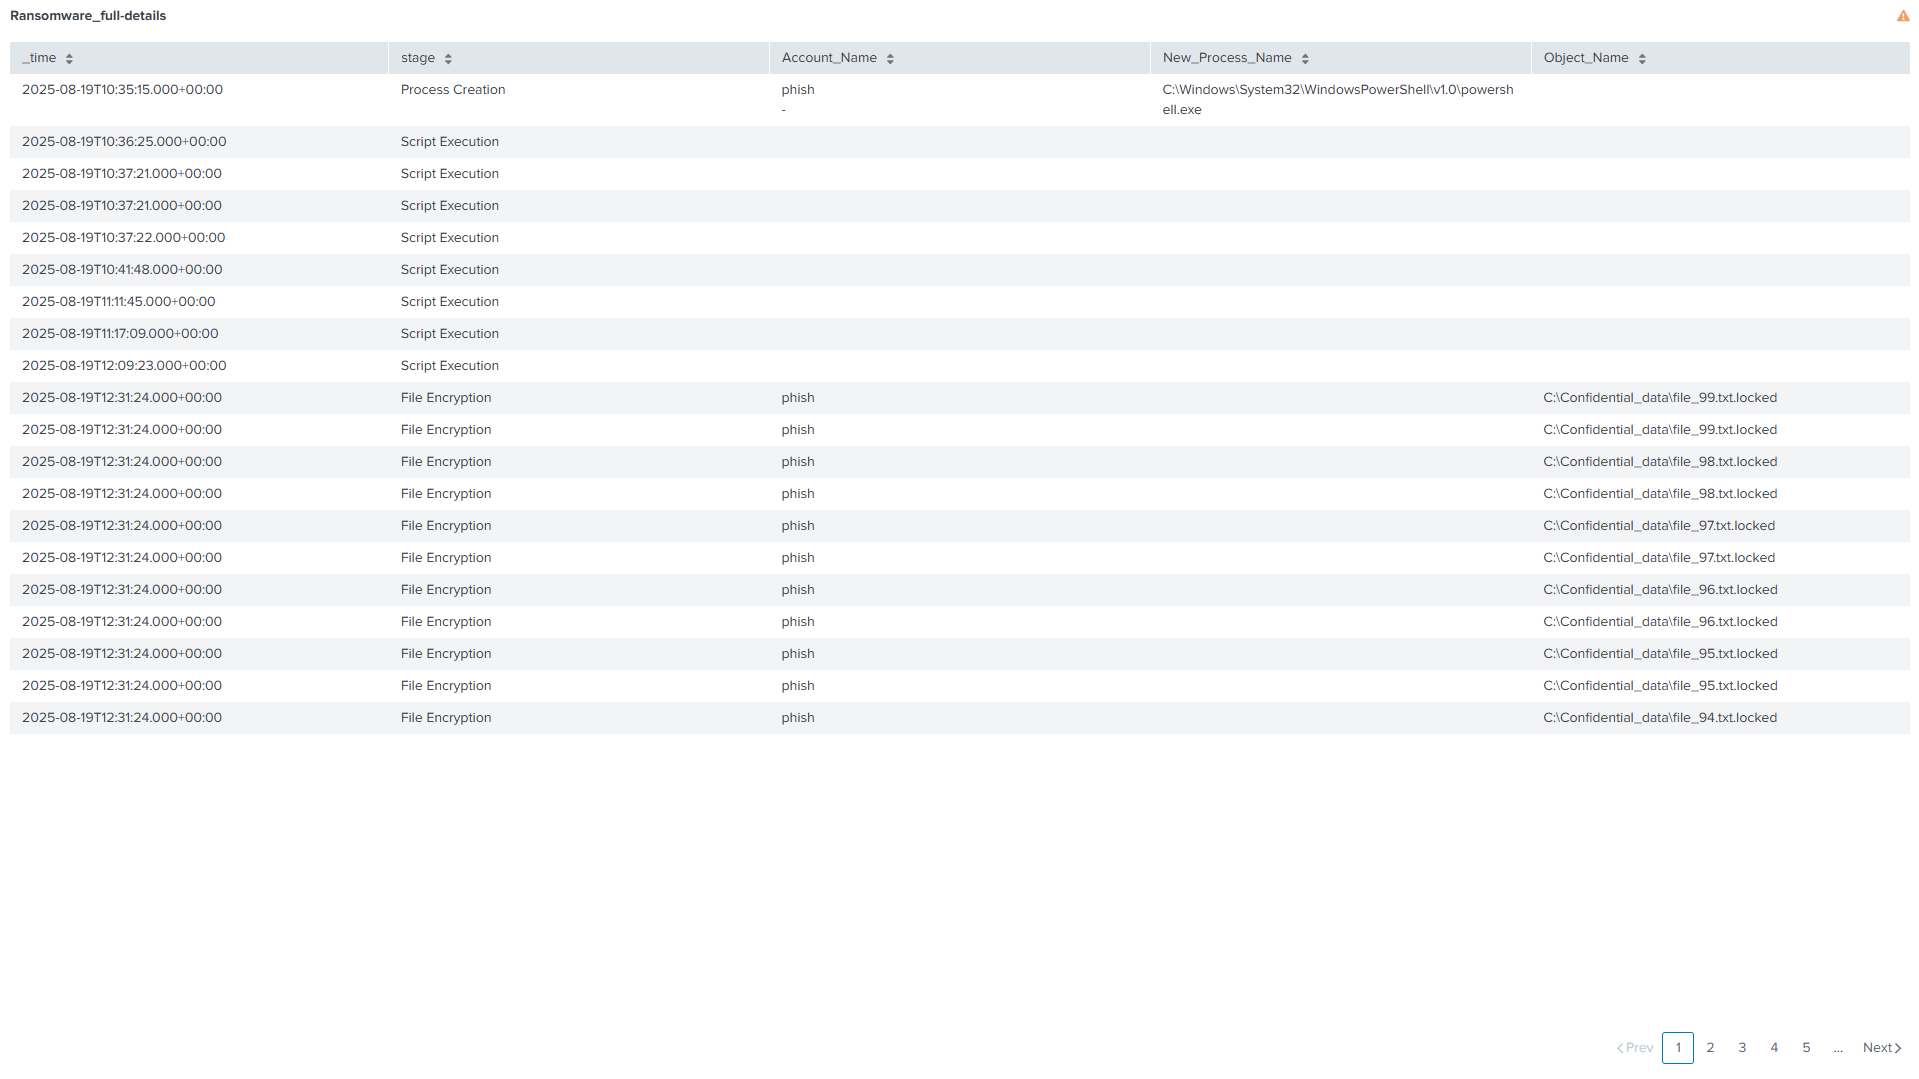 Ransomware_full-details
_time stage Account_Name New_Process_Name Object_Name
2025-08-19T10:35:15.000+00:00 Process Creation phish C:\Windows\System32\WindowsPowerShell\v1.0\powersh
- ell.exe
2025-08-19T10:36:25.000+00:00 Script Execution
2025-08-19T10:37:21.000+00:00 Script Execution
2025-08-19T10:37:21.000+00:00 Script Execution
2025-08-19T10:37:22.000+00:00 Script Execution
2025-08-19T10:41:48.000+00:00 Script Execution
2025-08-19T11:11:45.000+00:00 Script Execution
2025-08-19T11:17:09.000+00:00 Script Execution
2025-08-19T12:09:23.000+00:00 Script Execution
2025-08-19T12:31:24.000+00:00 File Encryption phish C:\Confidential_data\file_99.txt.locked
2025-08-19T12:31:24.000+00:00 File Encryption phish C:\Confidential_data\file_99.txt.locked
2025-08-19T12:31:24.000+00:00 File Encryption phish C:\Confidential_data\file_98.txt.locked
2025-08-19T12:31:24.000+00:00 File Encryption phish C:\Confidential_data\file_98.txt.locked
2025-08-19T12:31:24.000+00:00 File Encryption phish C:\Confidential_data\file_97.txt.locked
2025-08-19T12:31:24.000+00:00 File Encryption phish C:\Confidential_data\file_97.txt.locked
2025-08-19T12:31:24.000+00:00 File Encryption phish C:\Confidential_data\file_96.txt.locked
2025-08-19T12:31:24.000+00:00 File Encryption phish C:\Confidential_data\file_96.txt.locked
2025-08-19T12:31:24.000+00:00 File Encryption phish C:\Confidential_data\file_95.txt.locked
2025-08-19T12:31:24.000+00:00 File Encryption phish C:\Confidential_data\file_95.txt.locked
2025-08-19T12:31:24.000+00:00 File Encryption phish C:\Confidential_data\file_94.txt.locked
Prev 1 2 3 4 5 ... Next